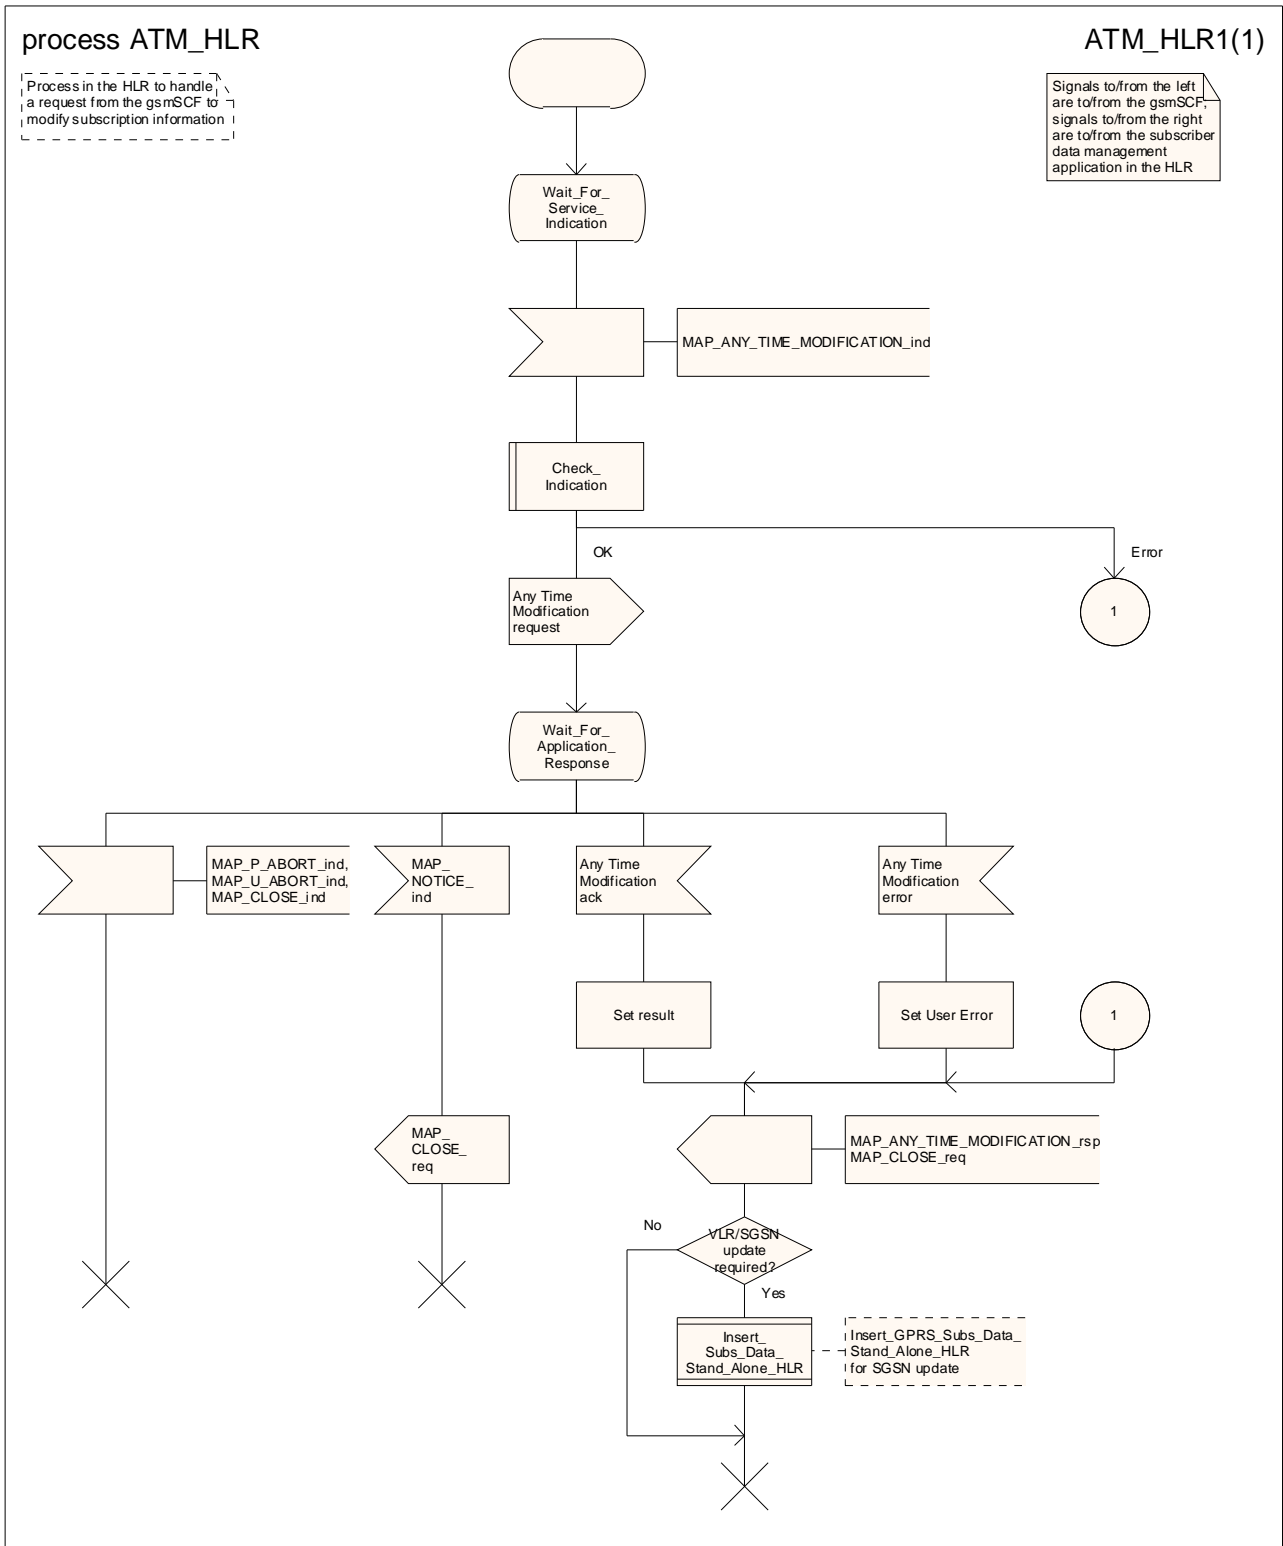 process ATM_HLR
ATM_HLR1(1)
Process in the HLR to handle
a request from the gsmSCF to
modify subscription information
Signals to/from the left
are to/from the gsmSCF;
signals to/from the right
are to/from the subscriber
data management
application in the HLR
Wait_For_
Service_
Indication
MAP_ANY_TIME_MODIFICATION_ind
Check_
Indication
OK
Error
Any Time
Modification
request
1
Wait_For_
Application_
Response
MAP_P_ABORT_ind,
MAP_U_ABORT_ind,
MAP_CLOSE_ind
MAP_
NOTICE_
ind
Any Time
Modification
ack
Any Time
Modification
error
Set result
Set User Error
1
MAP_
CLOSE_
req
MAP_ANY_TIME_MODIFICATION_rsp
MAP_CLOSE_req
No
VLR/SGSN
update
required?
Yes
Insert_
Subs_Data_
Stand_Alone_HLR
Insert_GPRS_Subs_Data_
Stand_Alone_HLR
for SGSN update